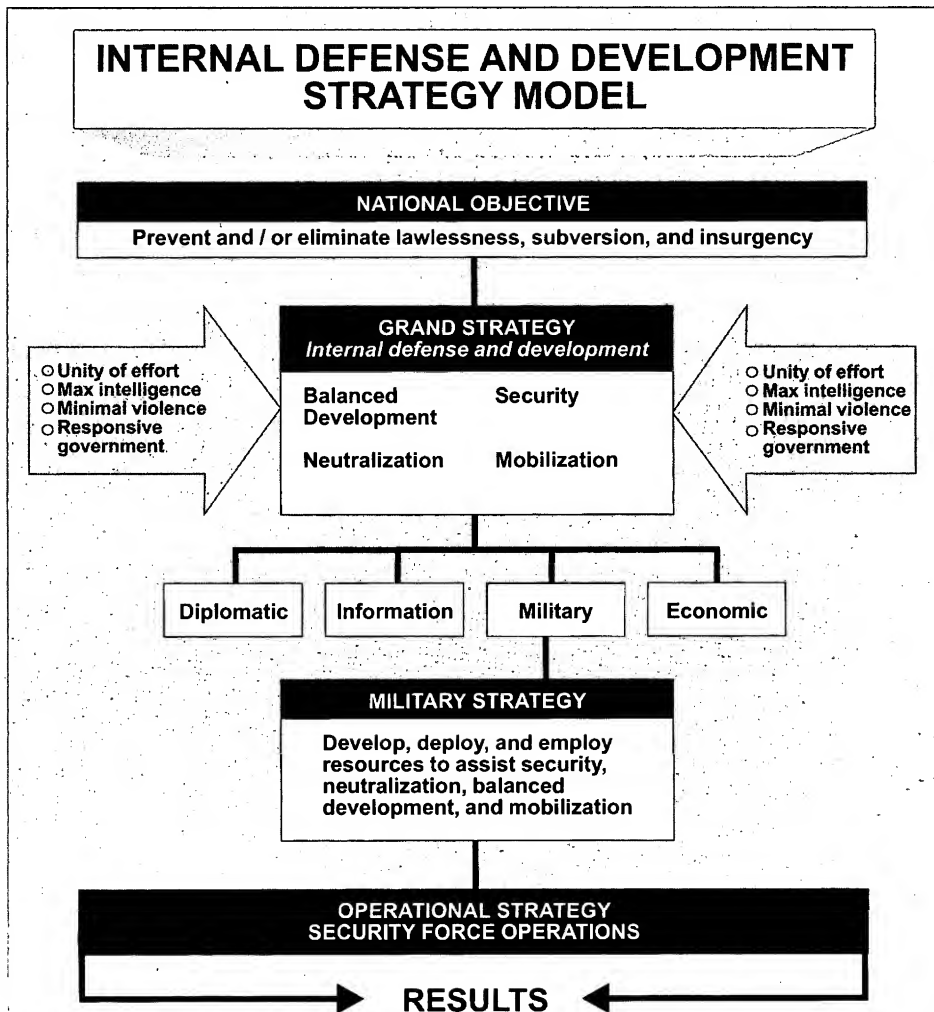 INTERNAL DEFENSE AND DEVELOPMENT
STRATEGY MODEL
NATIONAL OBJECTIVE
Prevent and / or eliminate lawlessness, subversion, and insurgency
GRAND STRATEGY
Internal defense and development
Unity of effort
Max intelligence
Minimal violence
Responsive
government
Balanced
Development
Security
Neutralization
Mobilization
Unity of effort
Max intelligence
Minimal violence
Responsive
government
Diplomatic
Information
Military
Economic
MILITARY STRATEGY
Develop, deploy, and employ
resources to assist security,
neutralization, balanced
development, and mobilization
OPERATIONAL STRATEGY
SECURITY FORCE OPERATIONS
RESULTS